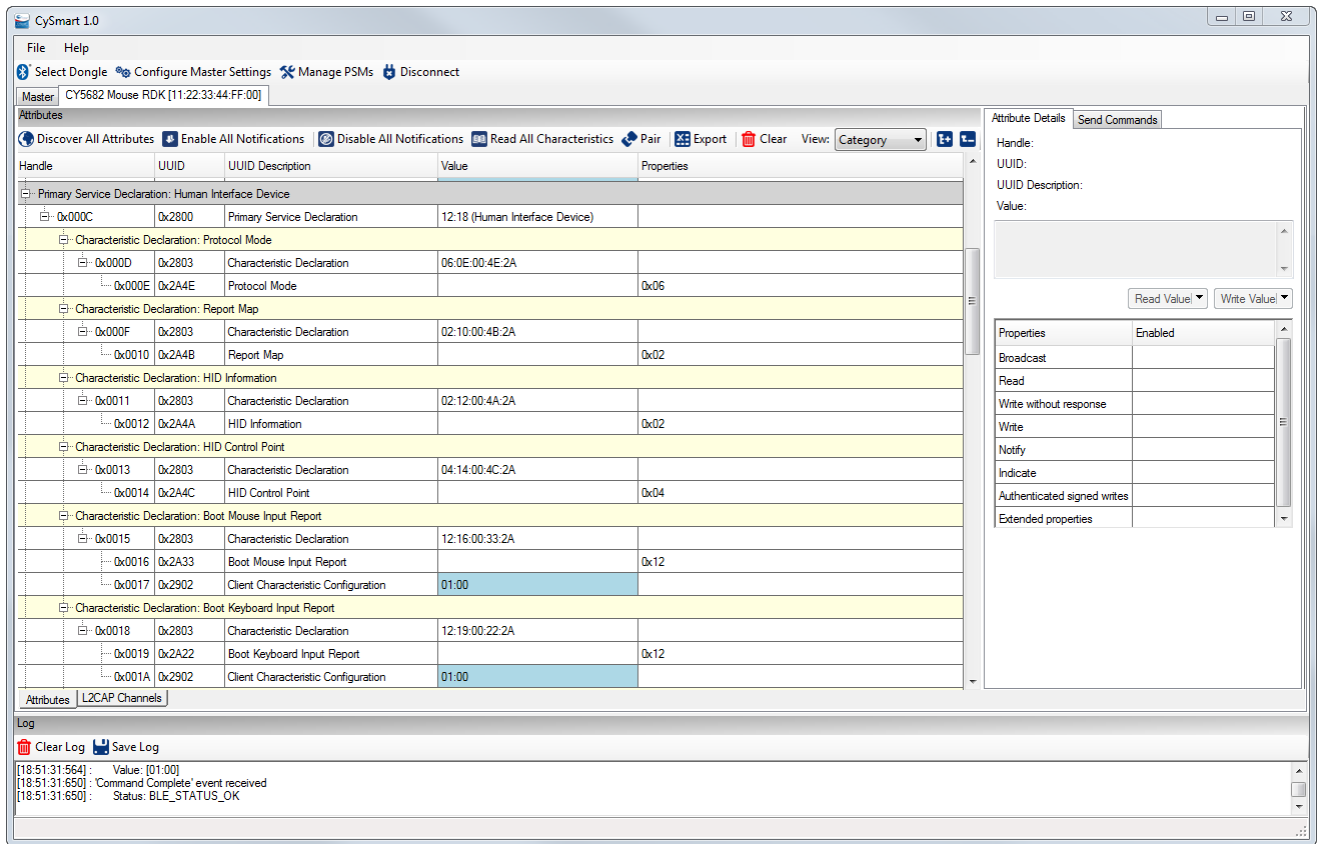 CySmart 1.0
File Help
Select Dongle Configure Master Settings Manage PSMs Disconnect
Master CY5682 Mouse RDK [11:22:33:44:FF:00]
Attributes
Discover All Attributes Enable All Notifications Disable All Notifications Read All Characteristics Pair Export Clear View: Category
Handle UUID UUID Description Value Properties
Primary Service Declaration: Human Interface Device
0x000C 0x2800 Primary Service Declaration 12:18 (Human Interface Device)
Characteristic Declaration: Protocol Mode
0x000D 0x2803 Characteristic Declaration 06:0E:00:4E:2A
0x000E 0x2A4E Protocol Mode 0x06
Characteristic Declaration: Report Map
0x000F 0x2803 Characteristic Declaration 02:10:00:4B:2A
0x0010 0x2A4B Report Map 0x02
Characteristic Declaration: HID Information
0x0011 0x2803 Characteristic Declaration 02:12:00:4A:2A
0x0012 0x2A4A HID Information 0x02
Characteristic Declaration: HID Control Point
0x0013 0x2803 Characteristic Declaration 04:14:00:4C:2A
0x0014 0x2A4C HID Control Point 0x04
Characteristic Declaration: Boot Mouse Input Report
0x0015 0x2803 Characteristic Declaration 12:16:00:33:2A
0x0016 0x2A33 Boot Mouse Input Report 0x12
0x0017 0x2902 Client Characteristic Configuration 01:00
Characteristic Declaration: Boot Keyboard Input Report
0x0018 0x2803 Characteristic Declaration 12:19:00:22:2A
0x0019 0x2A22 Boot Keyboard Input Report 0x12
0x001A 0x2902 Client Characteristic Configuration 01:00
Attributes L2CAP Channels
Attribute Details Send Commands
Handle:
UUID:
UUID Description:
Value:
Read Value Write Value
Properties Enabled
Broadcast
Read
Write without response
Write
Notify
Indicate
Authenticated signed writes
Extended properties
Log
Clear Log Save Log
[18:51:31:564] : Value: [01:00]
[18:51:31:650] : 'Command Complete' event received
[18:51:31:650] : Status: BLE_STATUS_OK